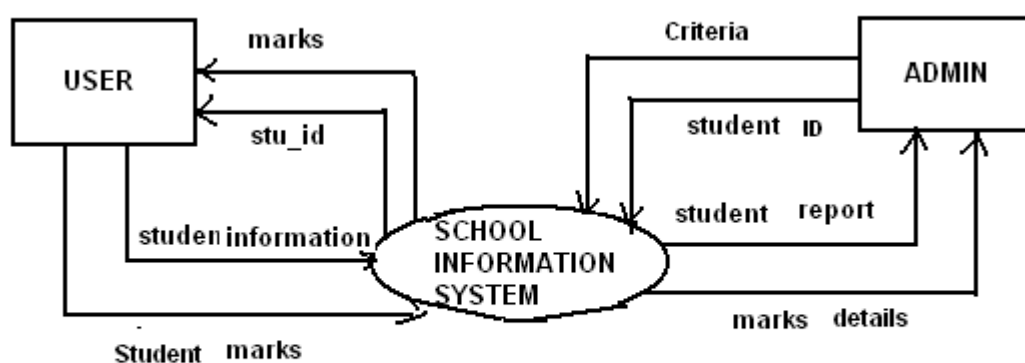 marks
Criteria
USER
ADMIN
stu_id
student ID
studen information
student report
SCHOOL
INFORMATION
SYSTEM
marks details
Student marks